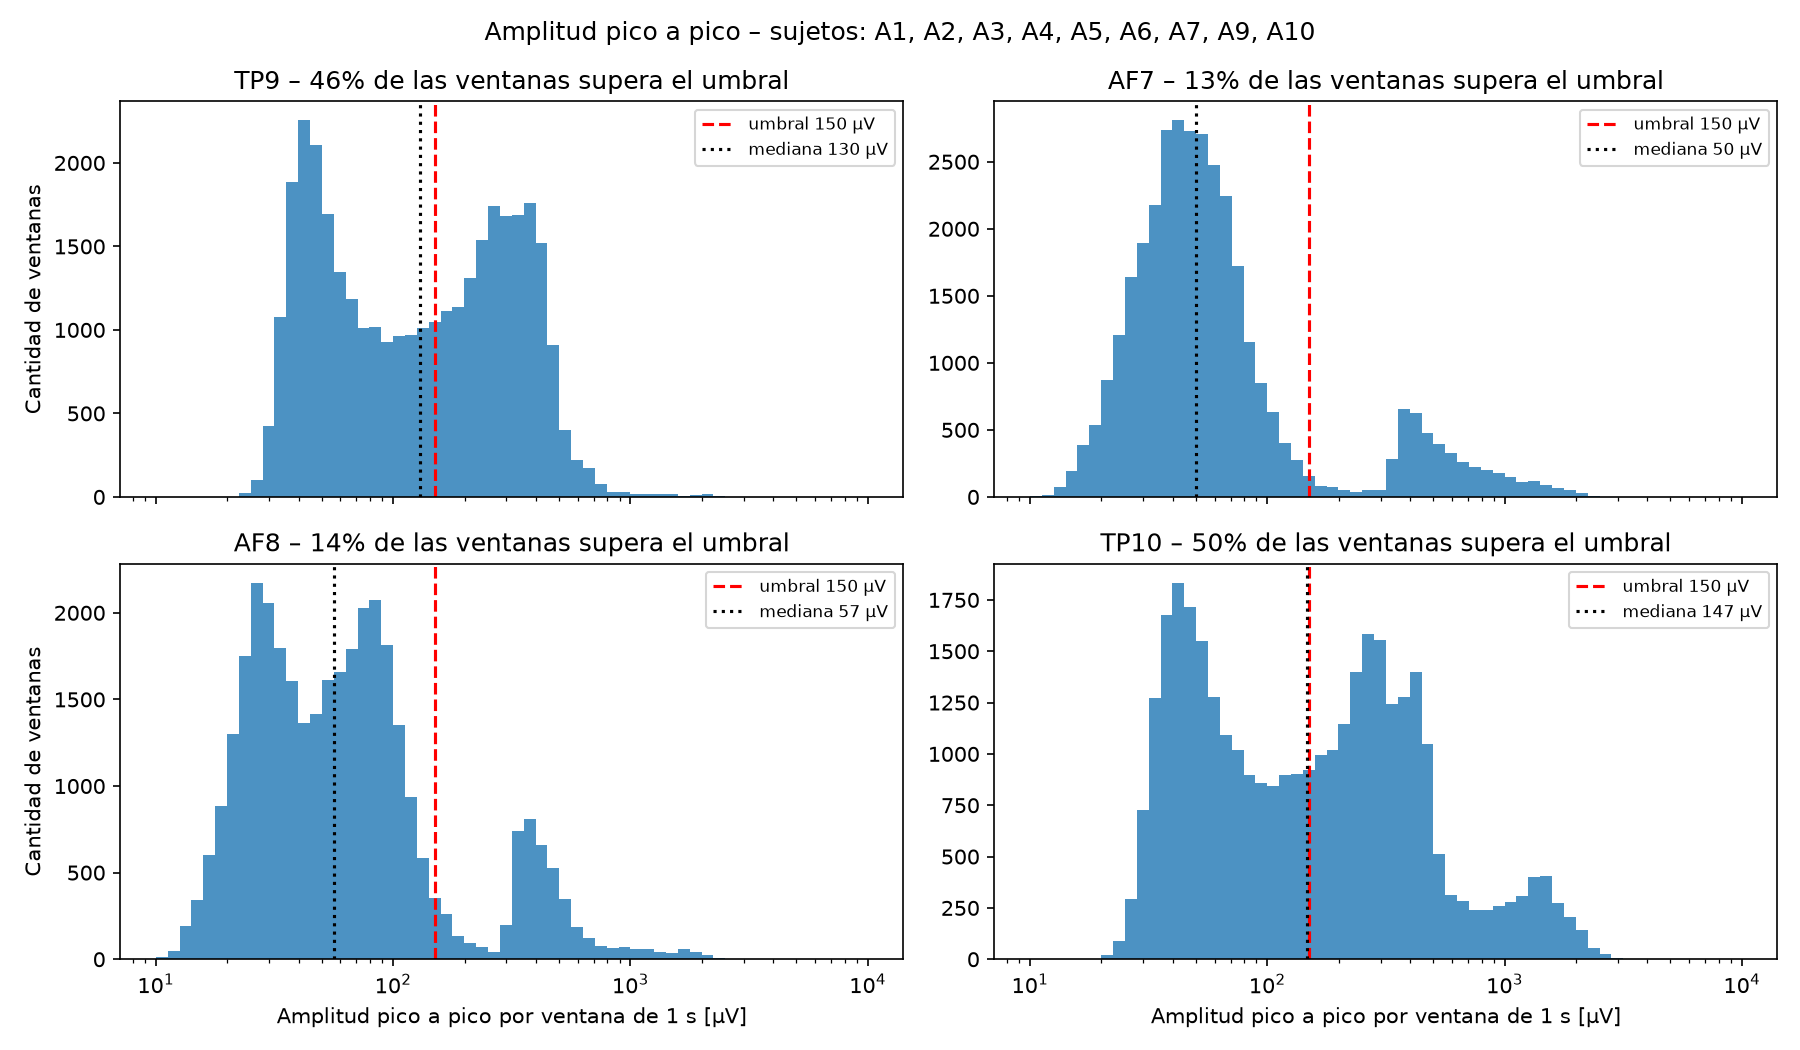 Amplitud pico a pico – sujetos: A1, A2, A3, A4, A5, A6, A7, A9, A10
TP9 – 46% de las ventanas supera el umbral
umbral 150 µV
mediana 130 µV
Cantidad de ventanas
2000
1500
1000
500
0
AF7 – 13% de las ventanas supera el umbral
umbral 150 µV
mediana 50 µV
2500
2000
1500
1000
500
0
AF8 – 14% de las ventanas supera el umbral
umbral 150 µV
mediana 57 µV
Cantidad de ventanas
2000
1500
1000
500
0
10¹ 10² 10³ 10⁴
Amplitud pico a pico por ventana de 1 s [µV]
TP10 – 50% de las ventanas supera el umbral
umbral 150 µV
mediana 147 µV
1750
1500
1250
1000
750
500
250
0
10¹ 10² 10³ 10⁴
Amplitud pico a pico por ventana de 1 s [µV]